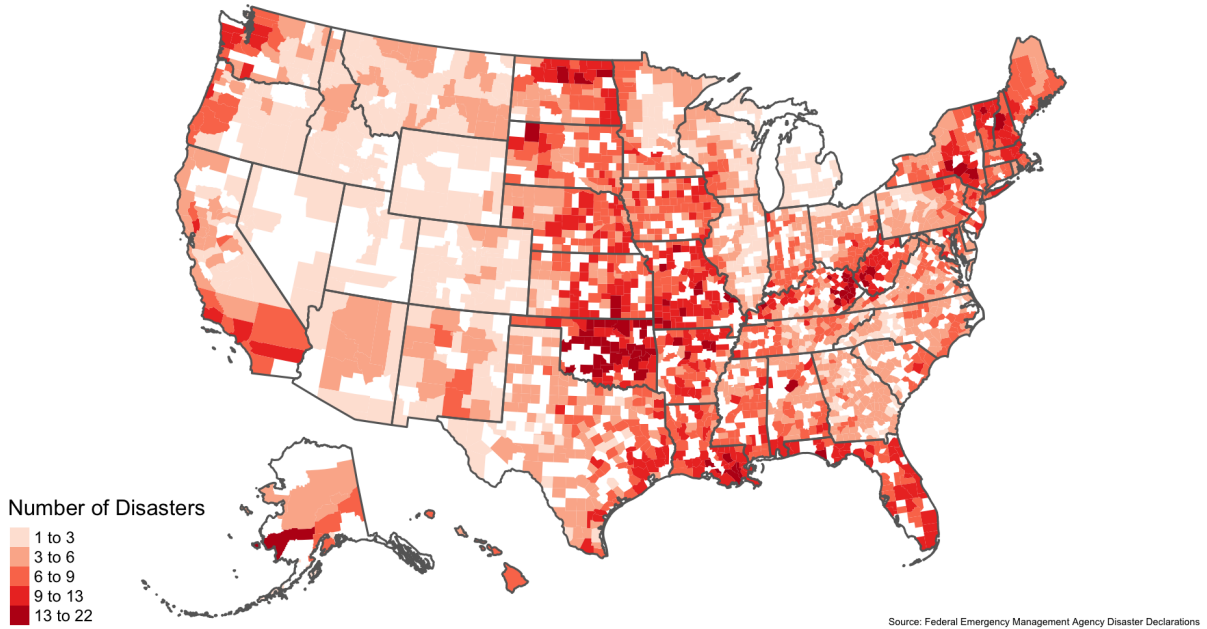 Number of Disasters
1 to 3
3 to 6
6 to 9
9 to 13
13 to 22
Source: Federal Emergency Management Agency Disaster Declarations